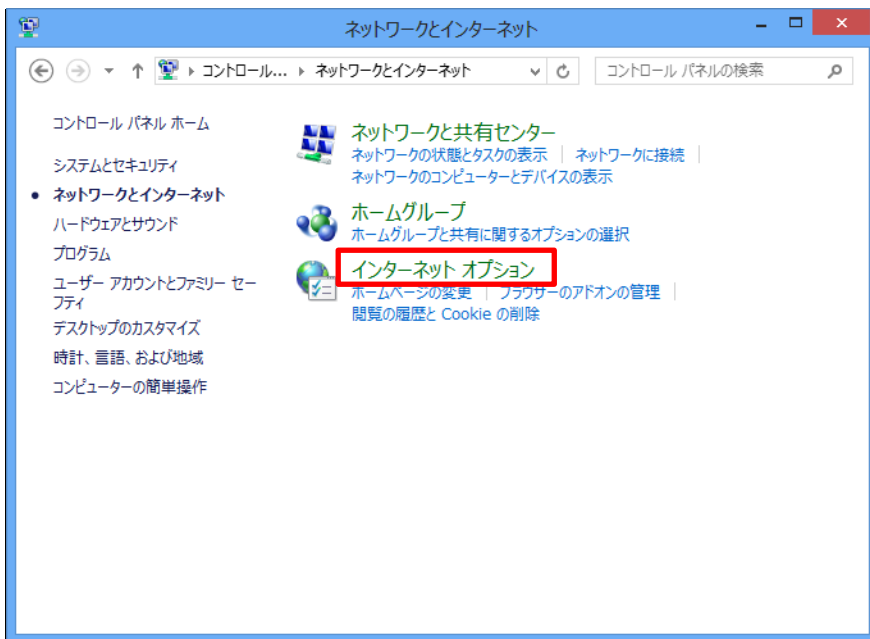 ネットワークとインターネット
コントロール... ネットワークとインターネット コントロール パネルの検索
コントロール パネル ホーム
システムとセキュリティ
ネットワークとインターネット
ハードウェアとサウンド
プログラム
ユーザー アカウントとファミリー セー
フティ
デスクトップのカスタマイズ
時計、言語、および地域
コンピューターの簡単操作
ネットワークと共有センター
ネットワークの状態とタスクの表示 ネットワークに接続
ネットワークのコンピューターとデバイスの表示
ホームグループ
ホームグループと共有に関するオプションの選択
インターネット オプション
ホームページの変更 ブラウザーのアドオンの管理
閲覧の履歴と Cookie の削除